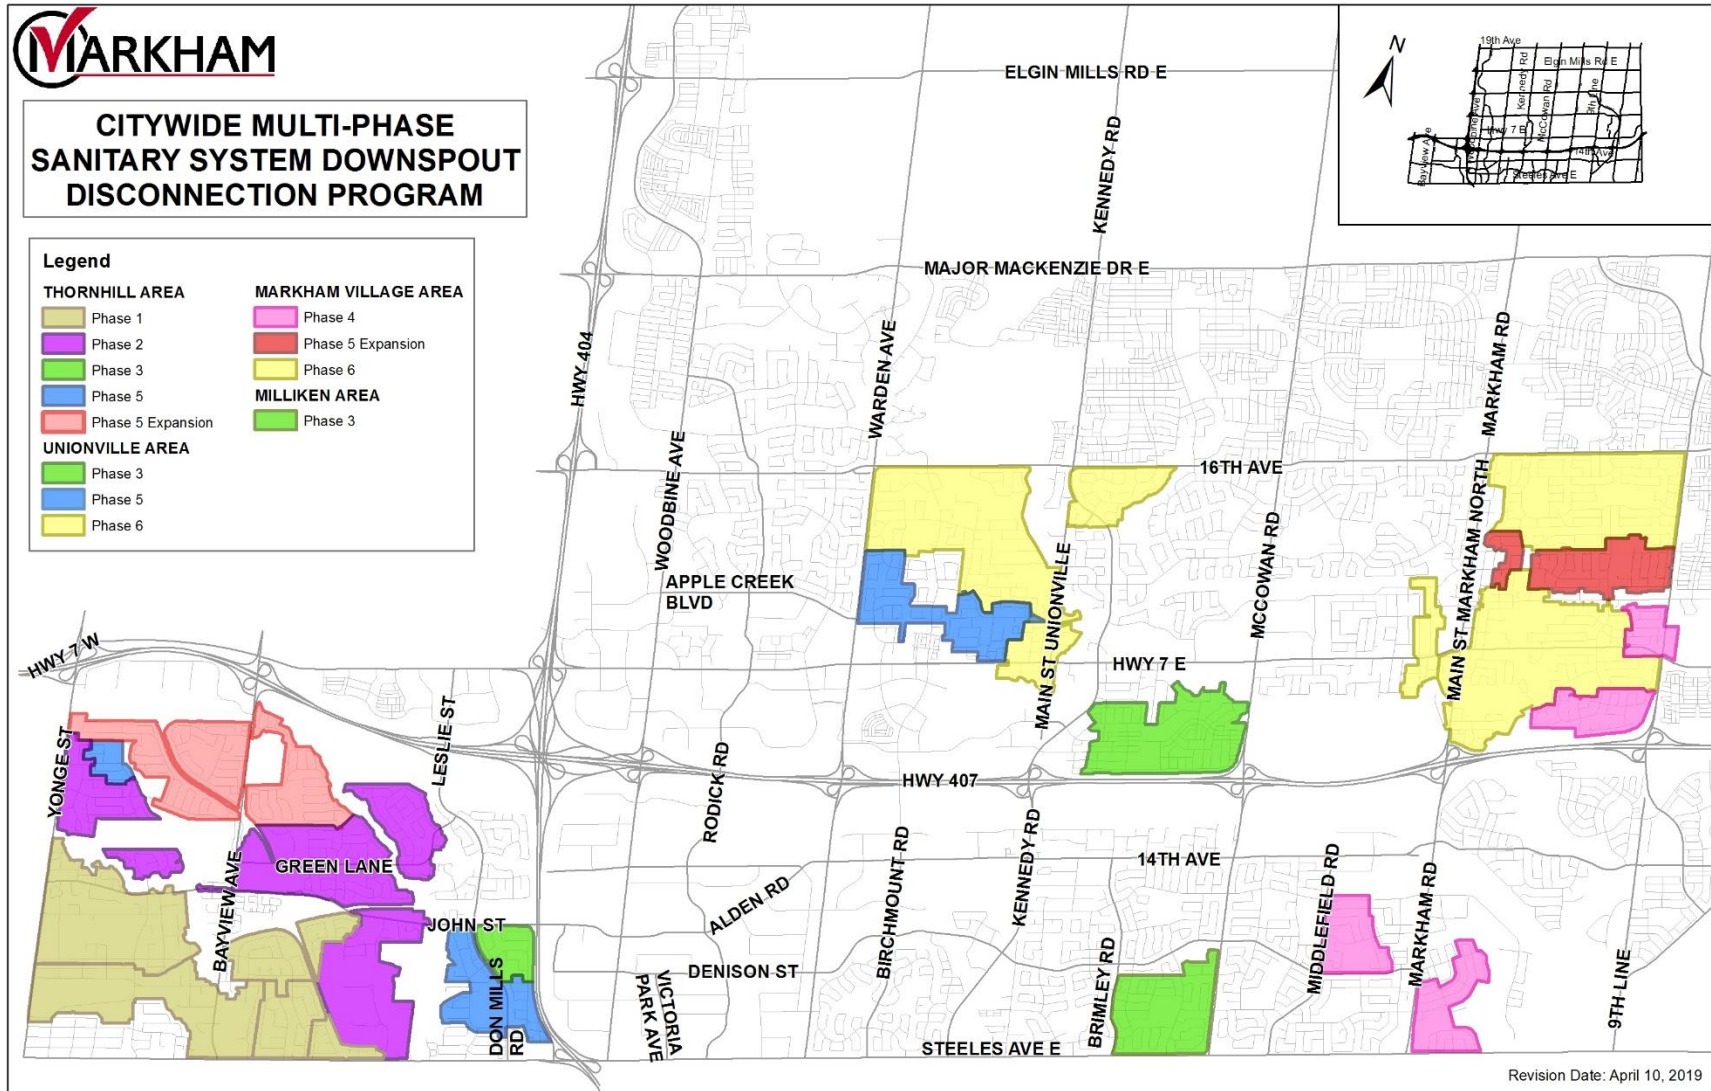 MARKHAM
CITYWIDE MULTI-PHASE
SANITARY SYSTEM DOWNSPOUT
DISCONNECTION PROGRAM
Legend
THORNHILL AREA
Phase 1
Phase 2
Phase 3
Phase 5
Phase 5 Expansion
UNIONVILLE AREA
Phase 3
Phase 5
Phase 6
MARKHAM VILLAGE AREA
Phase 4
Phase 5 Expansion
Phase 6
MILLIKEN AREA
Phase 3
N
19th Ave
Elgin Mills Rd E
Kennedy Rd
McCowan Rd
9th Line
Woodbine Ave
Hwy 7 E
Bayview Ave
14th Ave
Steeles Ave E
ELGIN MILLS RD E
KENNEDY RD
MAJOR MACKENZIE DR E
HWY 404
WARDEN AVE
MARKHAM RD
WOODBINE AVE
16TH AVE
MAIN ST MARKHAM NORTH
APPLE CREEK
BLVD
MAIN ST UNIONVILLE
MCCOWAN RD
HWY 7 W
HWY 7 E
LESLIE ST
YONGE ST
RODICK RD
HWY 407
GREEN LANE
BAYVIEW AVE
JOHN ST
ALDEN RD
BIRCHMOUNT RD
KENNEDY RD
14TH AVE
MIDDLEFIELD RD
MARKHAM RD
DENISON ST
DON MILLS
RD
VICTORIA
PARK AVE
BRIMLEY RD
9TH LINE
STEELES AVE E
Revision Date: April 10, 2019